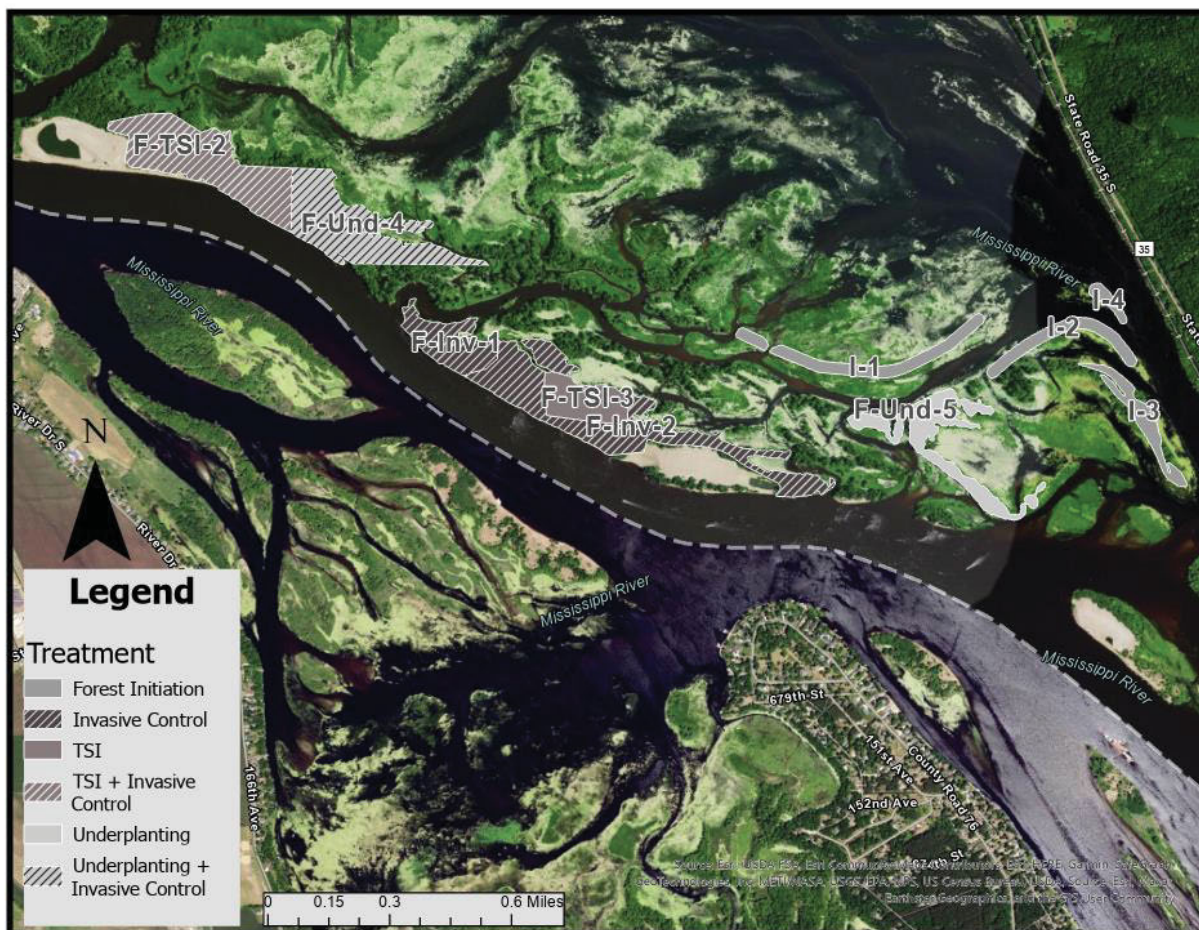 State Road 35 S
F-TSI-2
F-Und-4
Mississippi River
35
Mississippi River
I-4
F-Inv-1
I-2
I-1
F-TSI-3
F-Und-5
I-3
F-Inv-2
River Dr S
N
River Dr
Mississippi River
Mississippi River
679th St
151st Ave
County Road 76
152nd Ave
166th Ave
Legend
Treatment
Forest Initiation
Invasive Control
TSI
TSI + Invasive
Control
Underplanting
Underplanting +
Invasive Control
0 0.15 0.3 0.6 Miles